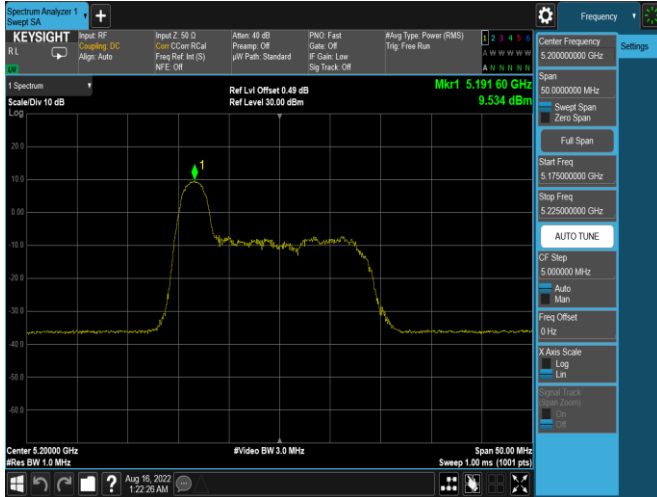 Spectrum Analyzer 1
Swept SA
Frequency
KEYSIGHT
RL
Input: RF
Coupling: DC
Align: Auto
Input Z: 50 Ω
Corr CCorr RCal
Freq Ref: Int (S)
NFE: Off
Atten: 40 dB
Preamp: Off
µW Path: Standard
PNO: Fast
Gate: Off
IF Gain: Low
Sig Track: Off
#Avg Type: Power (RMS)
Trig: Free Run
1 2 3 4 5 6
A W W W W W
A N N N N N
1 Spectrum
Scale/Div 10 dB
Log
Ref Lvl Offset 0.49 dB
Ref Level 30.00 dBm
Mkr1 5.191 60 GHz
9.534 dBm
1
20.0
10.0
0.00
-10.0
-20.0
-30.0
-40.0
-50.0
-60.0
Center 5.20000 GHz
#Res BW 1.0 MHz
#Video BW 3.0 MHz
Span 50.00 MHz
Sweep 1.00 ms (1001 pts)
Aug 16, 2022
1:22:26 AM
Center Frequency
5.200000000 GHz
Settings
Span
50.0000000 MHz
Swept Span
Zero Span
Full Span
Start Freq
5.175000000 GHz
Stop Freq
5.225000000 GHz
AUTO TUNE
CF Step
5.000000 MHz
Auto
Man
Freq Offset
0 Hz
X Axis Scale
Log
Lin
Signal Track
(Span Zoom)
On
Off